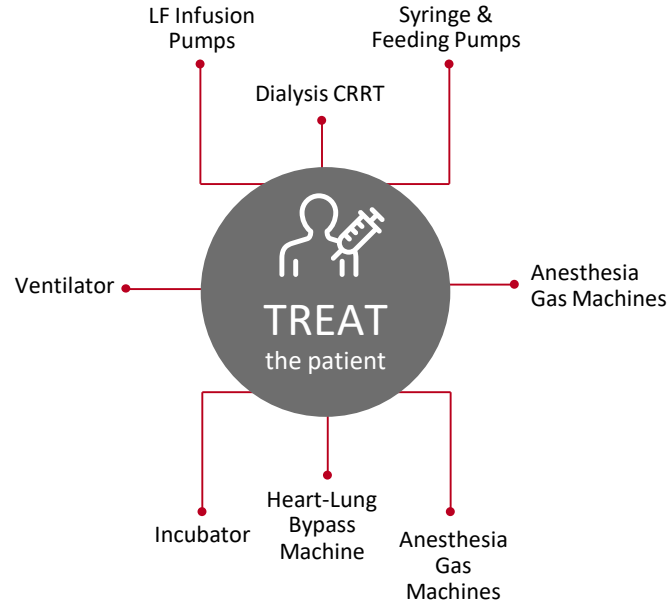 LF Infusion
Pumps
Syringe &
Feeding Pumps
Dialysis CRRT
Ventilator
TREAT
the patient
Anesthesia
Gas Machines
Incubator
Heart-Lung
Bypass
Machine
Anesthesia
Gas
Machines